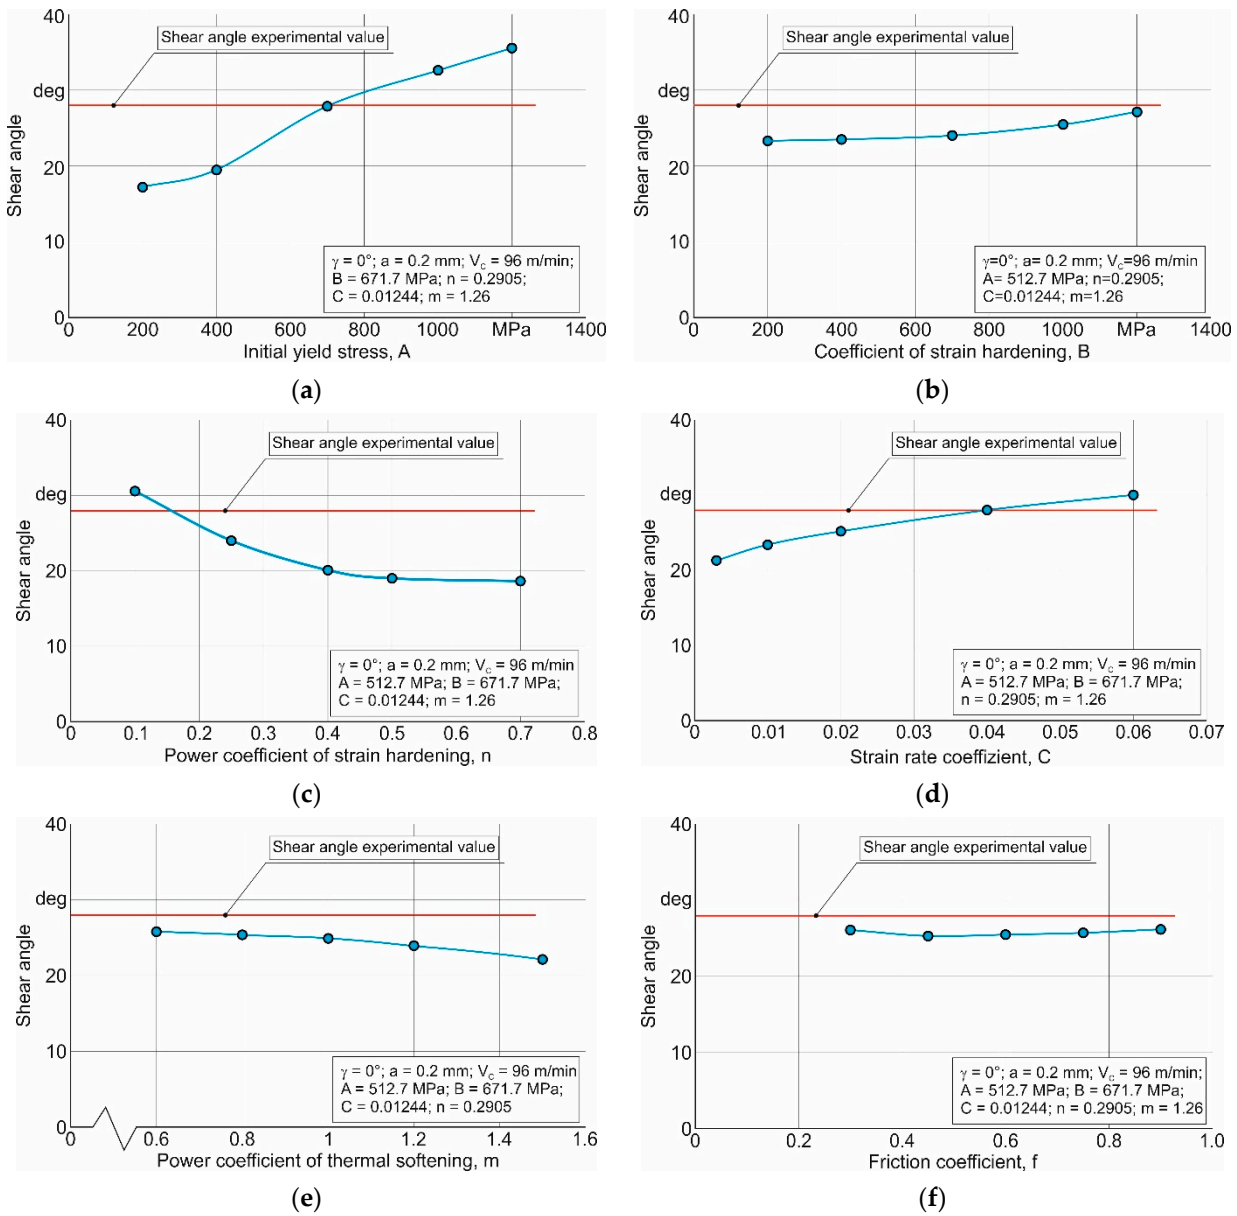 40
Shear angle experimental value
deg
20
10
0
Shear angle
γ = 0°; a = 0.2 mm; Vc = 96 m/min;
B = 671.7 MPa; n = 0.2905;
C = 0.01244; m = 1.26
0 200 400 600 800 1000 MPa 1400
Initial yield stress, A
(a)
40
Shear angle experimental value
deg
20
10
0
Shear angle
γ=0°; a= 0.2 mm; Vc=96 m/min
A= 512.7 MPa; n=0.2905;
C=0.01244; m=1.26
0 200 400 600 800 1000 MPa 1400
Coefficient of strain hardening, B
(b)
40
Shear angle experimental value
deg
20
10
0
Shear angle
γ = 0°; a = 0.2 mm; Vc = 96 m/min
A = 512.7 MPa; B = 671.7 MPa;
C = 0.01244; m = 1.26
0 0.1 0.2 0.3 0.4 0.5 0.6 0.7 0.8
Power coefficient of strain hardening, n
(c)
40
Shear angle experimental value
deg
20
10
0
Shear angle
γ = 0°; a = 0.2 mm; Vc = 96 m/min
A = 512.7 MPa; B = 671.7 MPa;
n = 0.2905; m = 1.26
0 0.01 0.02 0.03 0.04 0.05 0.06 0.07
Strain rate coeffizient, C
(d)
40
Shear angle experimental value
deg
20
10
0
Shear angle
γ = 0°; a = 0.2 mm; Vc = 96 m/min
A = 512.7 MPa; B = 671.7 MPa;
C = 0.01244; n = 0.2905
0 0.6 0.8 1 1.2 1.4 1.6
Power coefficient of thermal softening, m
(e)
40
Shear angle experimental value
deg
20
10
0
Shear angle
γ = 0°; a = 0.2 mm; Vc = 96 m/min;
A = 512.7 MPa; B = 671.7 MPa;
C = 0.01244; n = 0.2905; m = 1.26
0 0.2 0.4 0.6 0.8 1.0
Friction coefficient, f
(f)